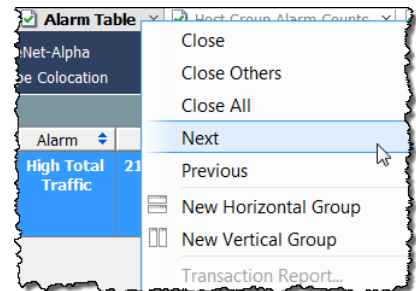 Alarm Table
Host Group Alarm Counts
Net-Alpha
Colocation
Close
Close Others
Close All
Alarm
Next
High Total
Traffic
21
Previous
New Horizontal Group
New Vertical Group
Transaction Report...